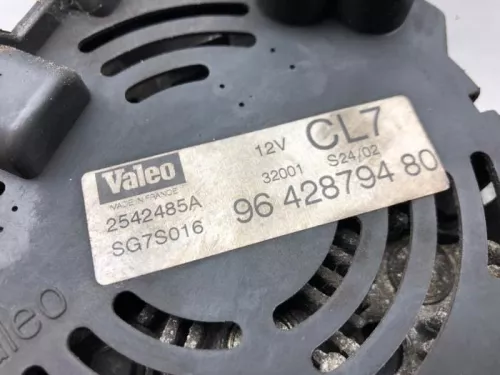 Valeo
MADE IN FRANCE
12V CL7
32001 S24/02
2542485A
96 428794 80
SG7S016
Valeo